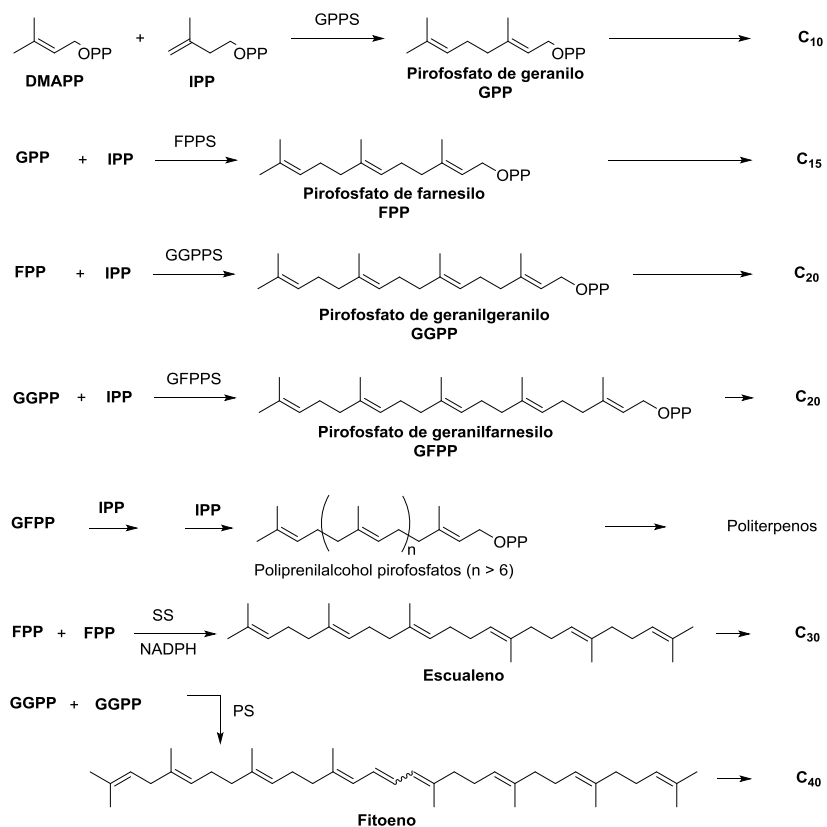 GPPS
+ OPP OPP OPP C10
DMAPP IPP Pirofosfato de geranilo
GPP
FPPS
GPP + IPP OPP C15
Pirofosfato de farnesilo
FPP
GGPPS
FPP + IPP OPP C20
Pirofosfato de geranilgeranilo
GGPP
GFPPS
GGPP + IPP OPP C20
Pirofosfato de geranilfarnesilo
GFPP
GFPP IPP IPP n OPP Politerpenos
Poliprenilalcohol pirofosfatos (n > 6)
SS
FPP + FPP NADPH C30
Escualeno
GGPP + GGPP PS
C40
Fitoeno